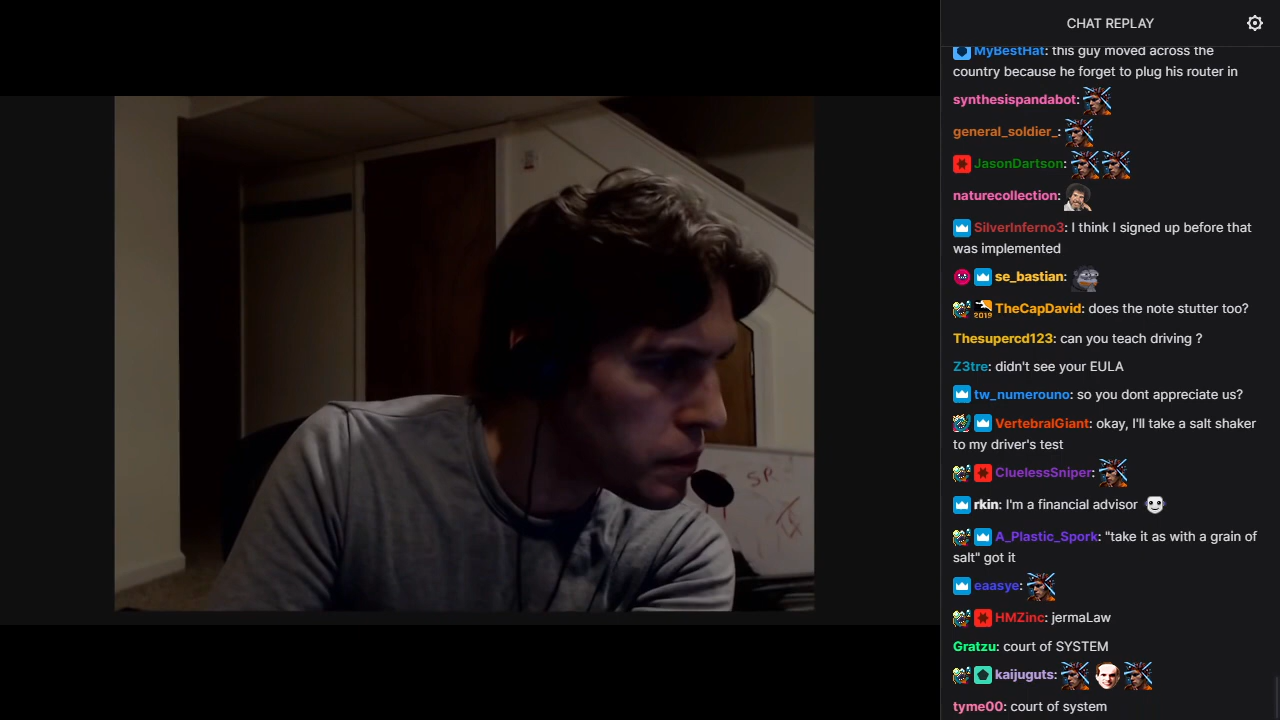 CHAT REPLAY
MyBestHat: this guy moved across the
country because he forget to plug his router in
synthesispandabot:
general_soldier_:
JasonDartson:
naturecollection:
SilverInferno3: I think I signed up before that
was implemented
se_bastian:
2019 TheCapDavid: does the note stutter too?
Thesupercd123: can you teach driving ?
Z3tre: didn't see your EULA
tw_numerouno: so you dont appreciate us?
VertebralGiant: okay, I'll take a salt shaker
to my driver's test
CluelessSniper:
rkin: I'm a financial advisor
A_Plastic_Spork: "take it as with a grain of
salt" got it
eaasye:
HMZinc: jermaLaw
Gratzu: court of SYSTEM
kaijuguts:
tyme00: court of system